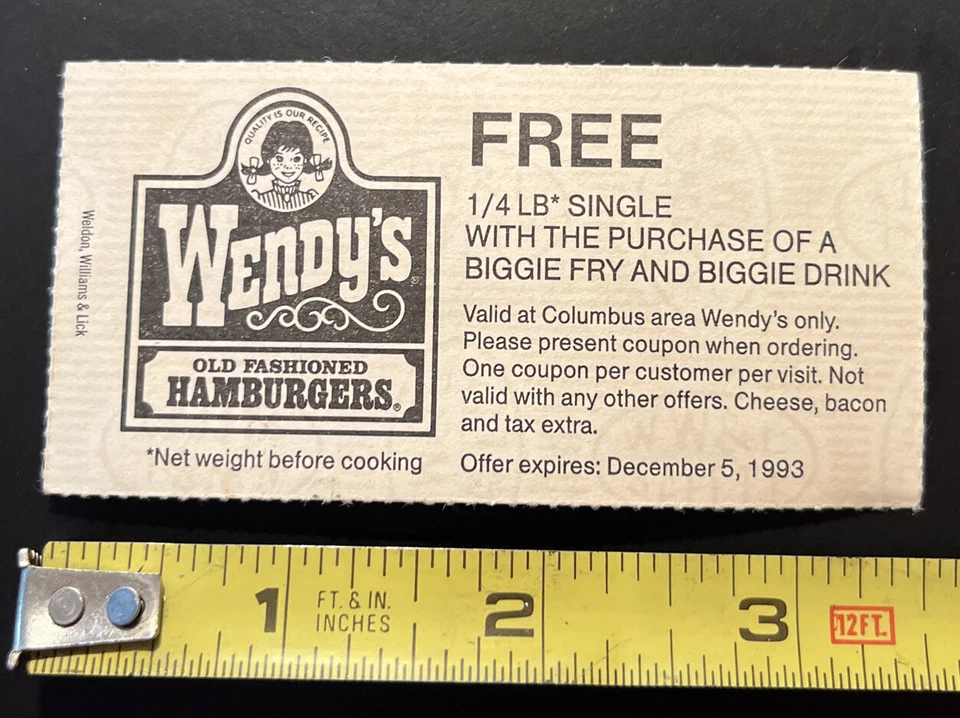 Weldon, Williams & Lick
QUALITY IS OUR RECIPE
WENDY'S
OLD FASHIONED
HAMBURGERS®
*Net weight before cooking
FREE
1/4 LB* SINGLE
WITH THE PURCHASE OF A
BIGGIE FRY AND BIGGIE DRINK
Valid at Columbus area Wendy's only.
Please present coupon when ordering.
One coupon per customer per visit. Not
valid with any other offers. Cheese, bacon
and tax extra.
Offer expires: December 5, 1993
1 FT. & IN. 2 3 12FT.
INCHES